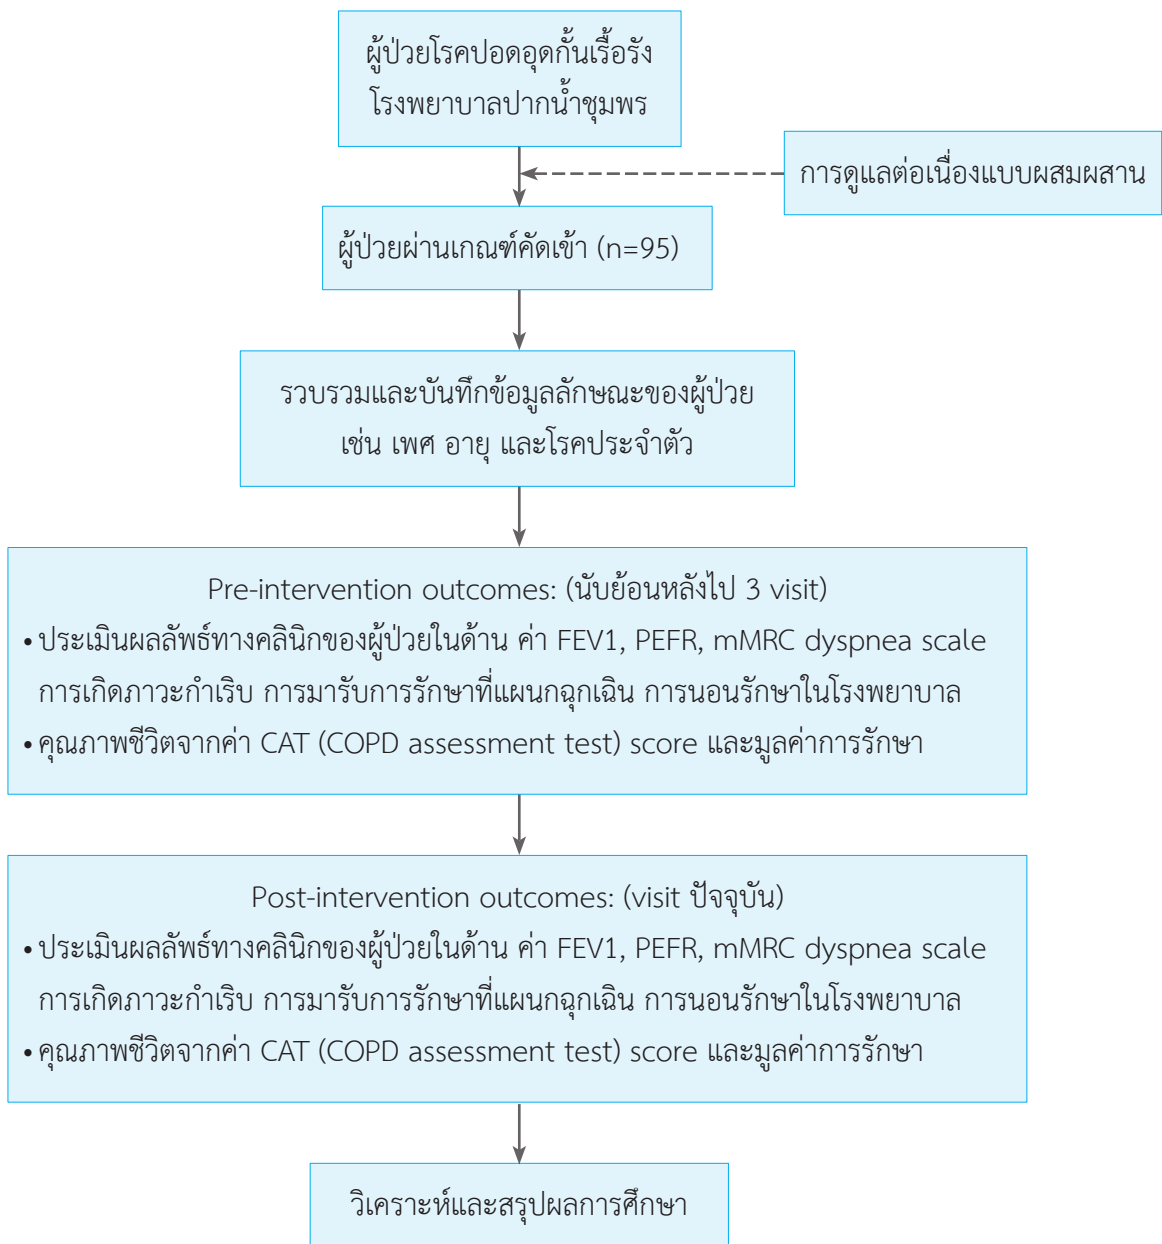 ผู้ป่วยโรคปอดอุดกั้นเรื้อรัง
โรงพยาบาลปากน้ำชุมพร
การดูแลต่อเนื่องแบบผสมผสาน
ผู้ป่วยผ่านเกณฑ์คัดเข้า (n=95)
รวบรวมและบันทึกข้อมูลลักษณะของผู้ป่วย
เช่น เพศ อายุ และโรคประจำตัว
Pre-intervention outcomes: (นับย้อนหลังไป 3 visit)
• ประเมินผลลัพธ์ทางคลินิกของผู้ป่วยในด้าน ค่า FEV1, PEFR, mMRC dyspnea scale
การเกิดภาวะกำเริบ การมารับการรักษาที่แผนกฉุกเฉิน การนอนรักษาในโรงพยาบาล
• คุณภาพชีวิตจากค่า CAT (COPD assessment test) score และมูลค่าการรักษา
Post-intervention outcomes: (visit ปัจจุบัน)
• ประเมินผลลัพธ์ทางคลินิกของผู้ป่วยในด้าน ค่า FEV1, PEFR, mMRC dyspnea scale
การเกิดภาวะกำเริบ การมารับการรักษาที่แผนกฉุกเฉิน การนอนรักษาในโรงพยาบาล
• คุณภาพชีวิตจากค่า CAT (COPD assessment test) score และมูลค่าการรักษา
วิเคราะห์และสรุปผลการศึกษา